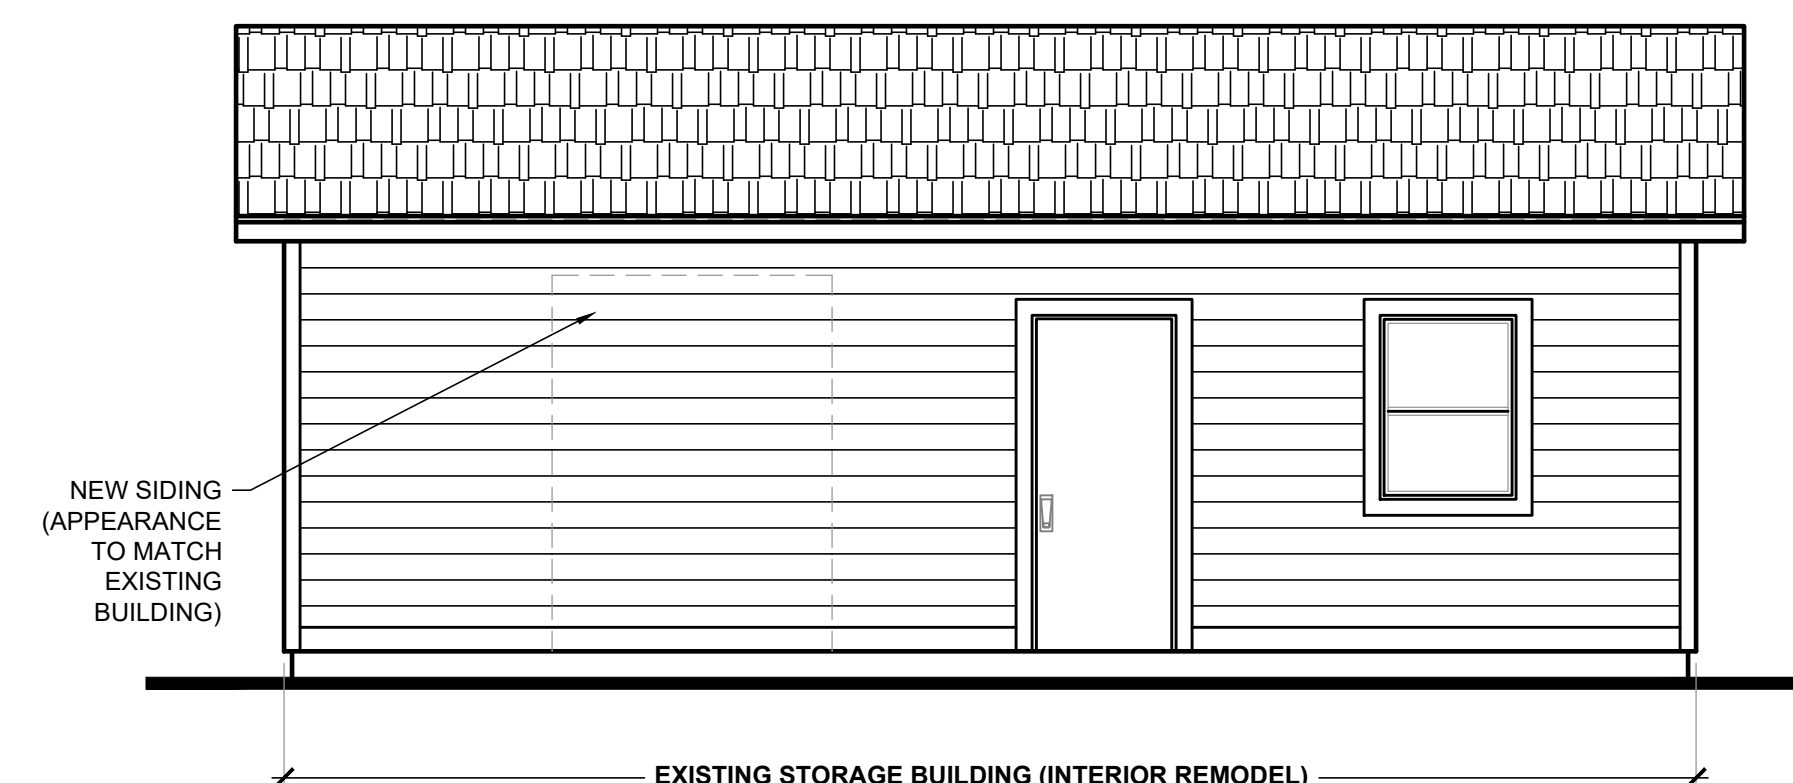 NEW SIDING
(APPEARANCE
TO MATCH
EXISTING
BUILDING)
EXISTING STORAGE BUILDING (INTERIOR REMODEL)